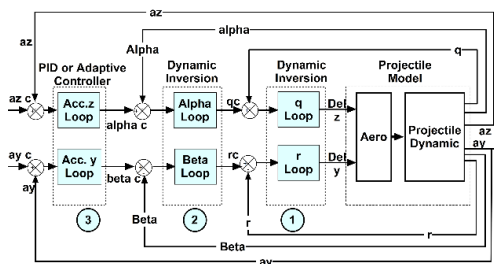 az
az
alpha
Alpha
q
PID or Adaptive
Controller
Dynamic
Inversion
Dynamic
Inversion
Projectile
Model
az c
Acc.z
Loop
alpha c
Alpha
Loop
qc
q
Loop
Def
z
Aero
Projectile
Dynamic
az
ay
ay c
ay
Acc. y
Loop
beta c
Beta
Loop
rc
r
Loop
Def
y
3
2
1
Beta
r
r
Beta
ay